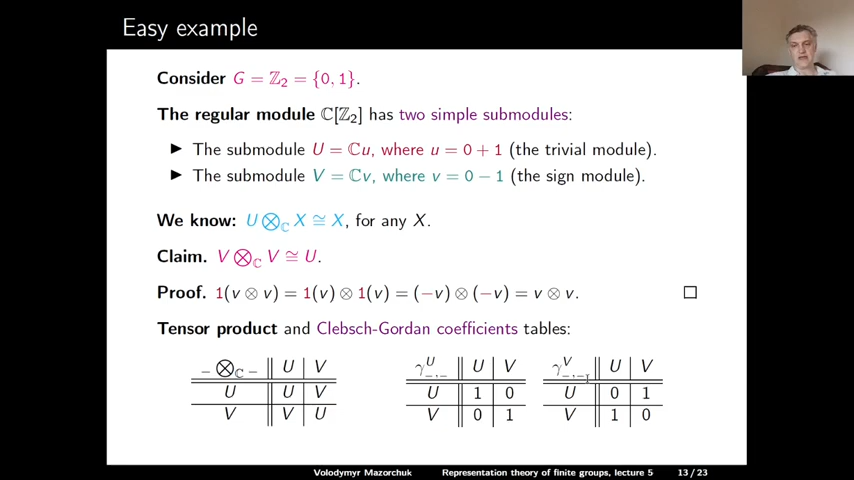 Easy example
Consider G = ℤ₂ = {0, 1}.
The regular module ℂ[ℤ₂] has two simple submodules:
▶ The submodule U = ℂu, where u = 0 + 1 (the trivial module).
▶ The submodule V = ℂv, where v = 0 − 1 (the sign module).
We know: U ⊗_ℂ X ≅ X, for any X.
Claim. V ⊗_ℂ V ≅ U.
Proof. 1(v ⊗ v) = 1(v) ⊗ 1(v) = (−v) ⊗ (−v) = v ⊗ v. □
Tensor product and Clebsch-Gordan coefficients tables:
− ⊗_ℂ − U V γ^U_{−,−} U V γ^V_{−,−} U V
U U V U 1 0 U 0 1
V V U V 0 1 V 1 0
Volodymyr Mazorchuk Representation theory of finite groups, lecture 5 13 / 23